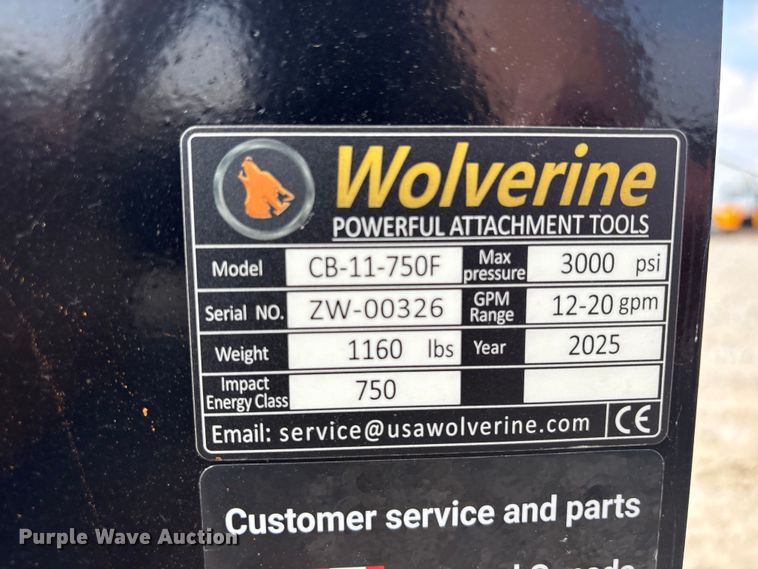 Wolverine
POWERFUL ATTACHMENT TOOLS
Model CB-11-750F Max pressure 3000 psi
Serial NO. ZW-00326 GPM Range 12-20 gpm
Weight 1160 lbs Year 2025
Impact Energy Class 750
Email: service@usawolverine.com CE
Customer service and parts
Purple Wave Auction